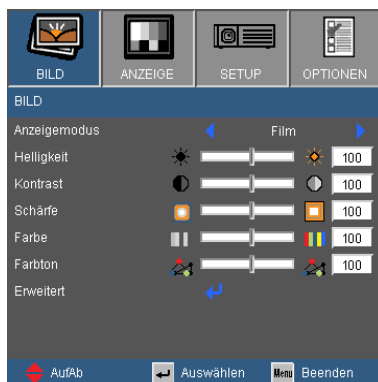 BILD ANZEIGE SETUP OPTIONEN
BILD
Anzeigemodus Film
Helligkeit 100
Kontrast 100
Schärfe 100
Farbe 100
Farbton 100
Erweitert
AufAb Auswählen Menu Beenden